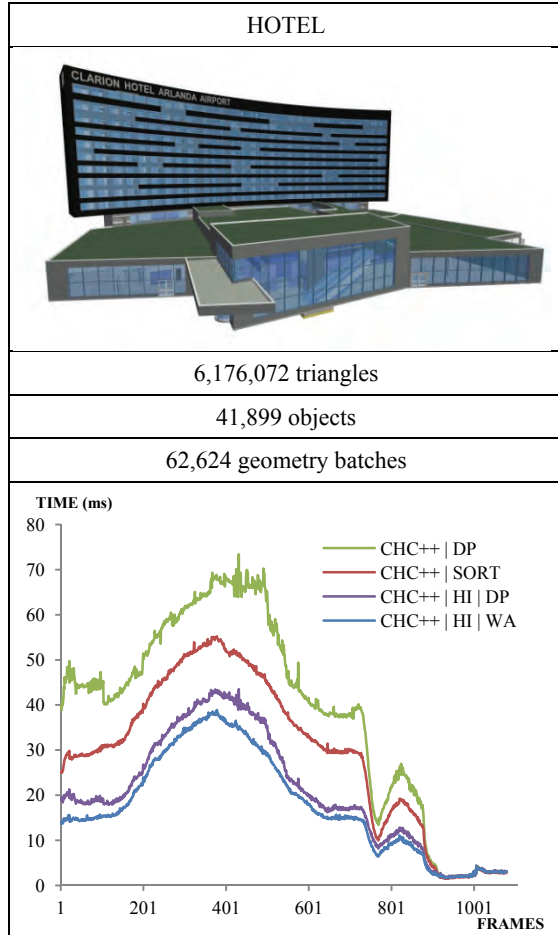 HOTEL
CLARION HOTEL ARLANDA AIRPORT
6,176,072 triangles
41,899 objects
62,624 geometry batches
TIME (ms)
80
70
60
50
40
30
20
10
0
CHC++ | DP
CHC++ | SORT
CHC++ | HI | DP
CHC++ | HI | WA
1 201 401 601 801 1001
FRAMES